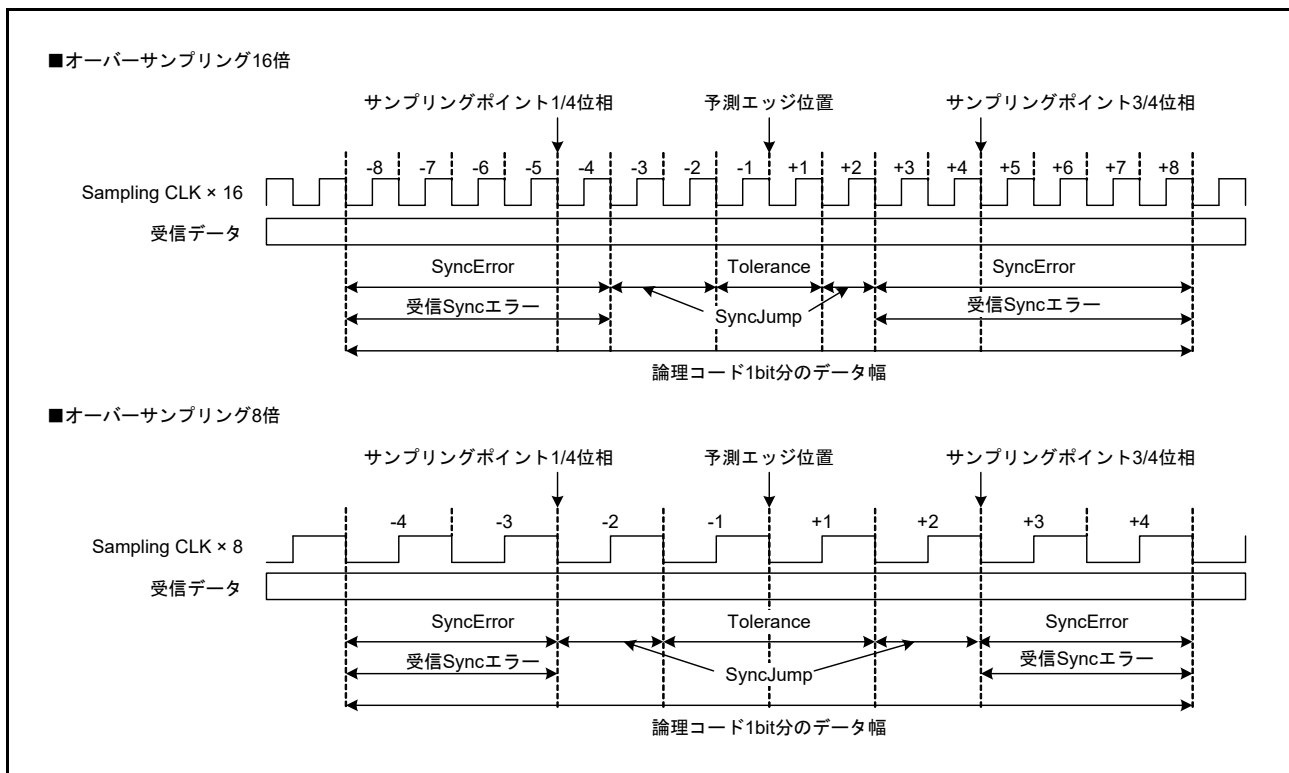 ■オーバーサンプリング16倍
サンプリングポイント1/4位相 予測エッジ位置 サンプリングポイント3/4位相
-8 -7 -6 -5 -4 -3 -2 -1 +1 +2 +3 +4 +5 +6 +7 +8
Sampling CLK × 16
受信データ
SyncError Tolerance SyncError
受信Syncエラー SyncJump 受信Syncエラー
論理コード1bit分のデータ幅
■オーバーサンプリング8倍
サンプリングポイント1/4位相 予測エッジ位置 サンプリングポイント3/4位相
-4 -3 -2 -1 +1 +2 +3 +4
Sampling CLK × 8
受信データ
SyncError Tolerance SyncError
受信Syncエラー SyncJump 受信Syncエラー
論理コード1bit分のデータ幅